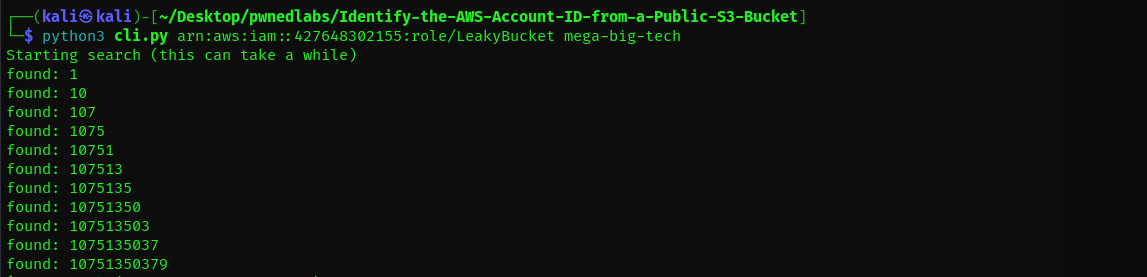 ┌──(kali㉿kali)-[~/Desktop/pwnedlabs/Identify-the-AWS-Account-ID-from-a-Public-S3-Bucket]
└─$ python3 cli.py arn:aws:iam::427648302155:role/LeakyBucket mega-big-tech
Starting search (this can take a while)
found: 1
found: 10
found: 107
found: 1075
found: 10751
found: 107513
found: 1075135
found: 10751350
found: 107513503
found: 1075135037
found: 10751350379